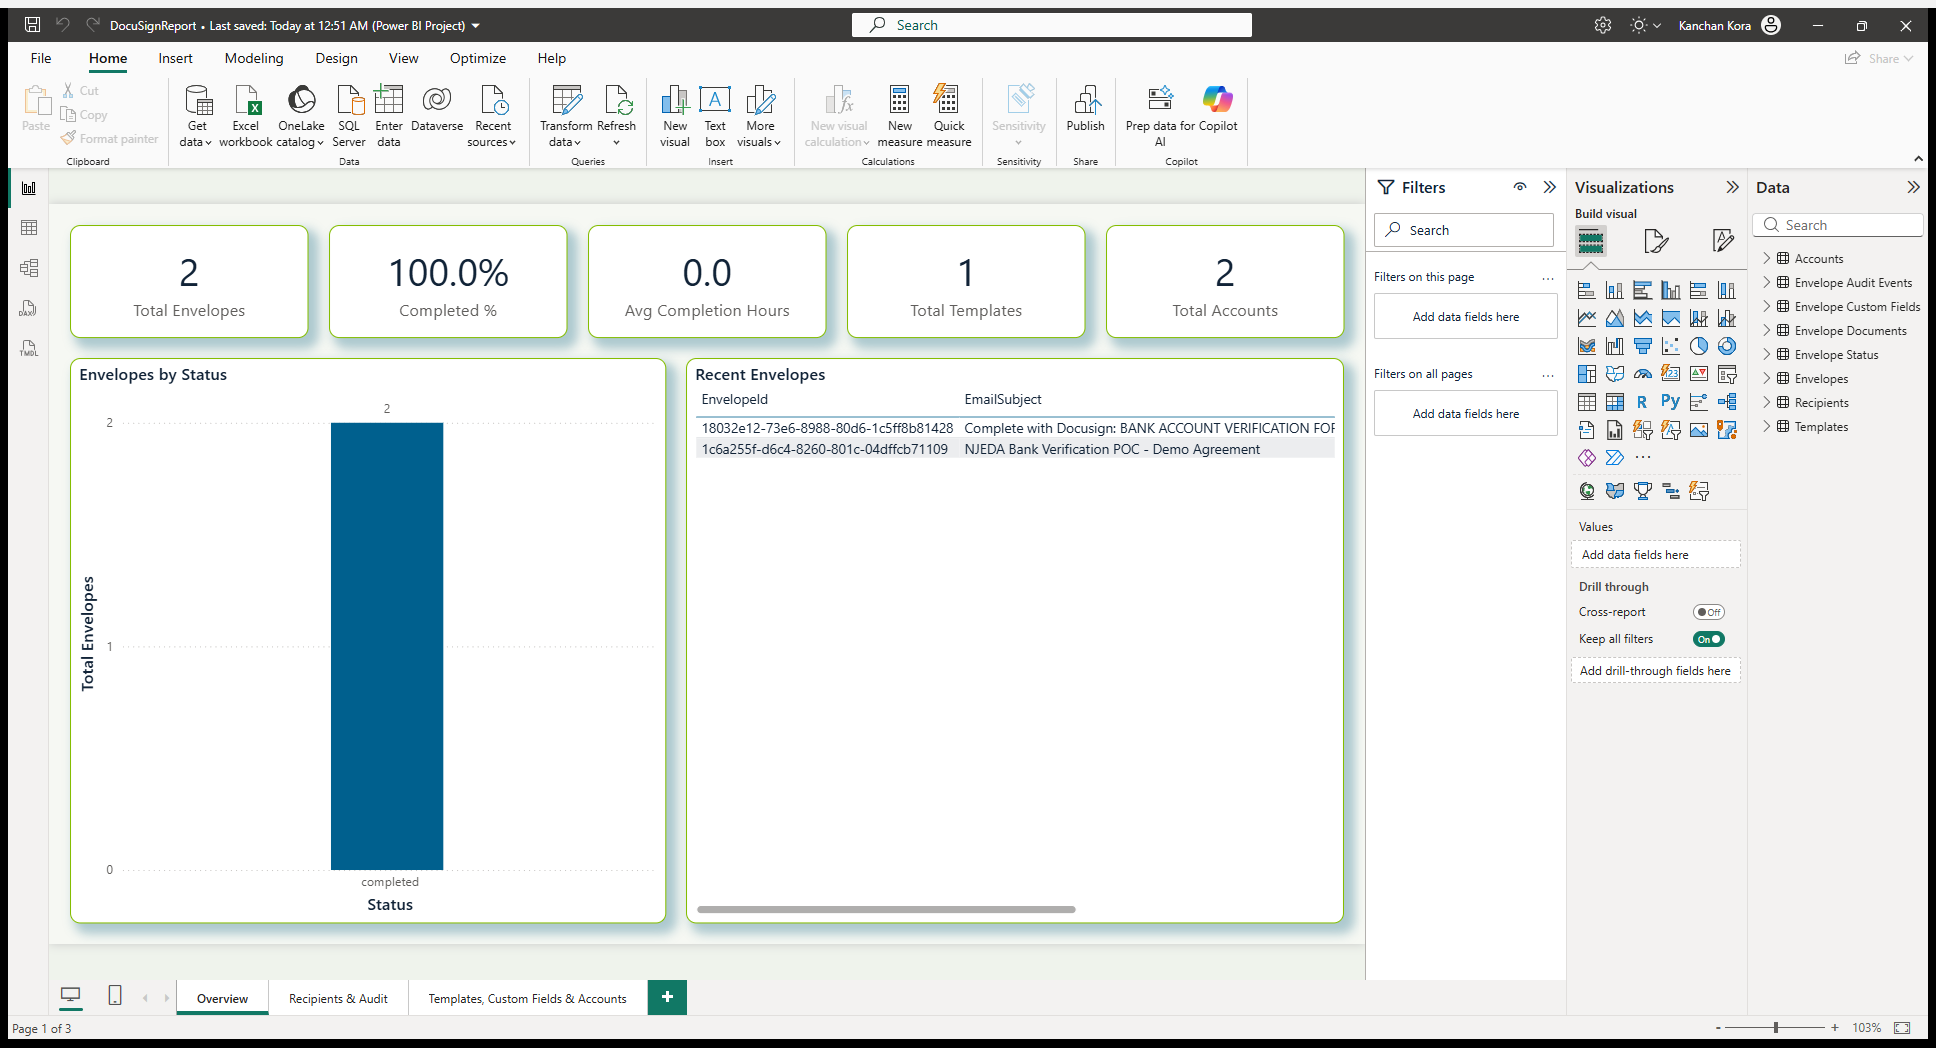 DocuSignReport • Last saved: Today at 12:51 AM (Power BI Project)
Search
Kanchan Kora
File
Home
Insert
Modeling
Design
View
Optimize
Help
Share
Paste
Cut
Copy
Format painter
Clipboard
Get data
Excel workbook
OneLake catalog
SQL Server
Enter data
Dataverse
Recent sources
Data
Transform data
Refresh
Queries
New visual
Text box
More visuals
Insert
New visual calculation
New measure
Quick measure
Calculations
Sensitivity
Sensitivity
Publish
Share
Prep data for AI
Copilot
Copilot
DAX
TMDL
2
Total Envelopes
100.0%
Completed %
0.0
Avg Completion Hours
1
Total Templates
2
Total Accounts
Envelopes by Status
2
2
1
0
Total Envelopes
completed
Status
Recent Envelopes
EnvelopeId EmailSubject
18032e12-73e6-8988-80d6-1c5ff8b81428 Complete with Docusign: BANK ACCOUNT VERIFICATION FOR
1c6a255f-d6c4-8260-801c-04dffcb71109 NJEDA Bank Verification POC - Demo Agreement
Filters
Search
Filters on this page
...
Add data fields here
Filters on all pages
...
Add data fields here
Visualizations
Build visual
123
R
Py
...
Values
Add data fields here
Drill through
Cross-report
Off
Keep all filters
On
Add drill-through fields here
Data
Search
Accounts
Envelope Audit Events
Envelope Custom Fields
Envelope Documents
Envelope Status
Envelopes
Recipients
Templates
Overview
Recipients & Audit
Templates, Custom Fields & Accounts
+
Page 1 of 3
- + 103%